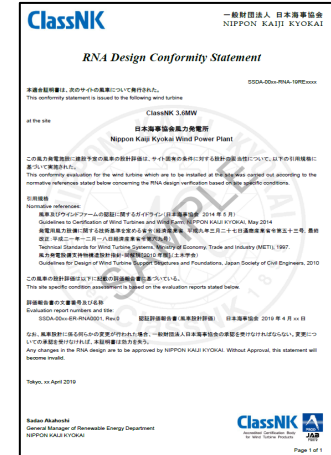 ClassNK
一般財団法人 日本海事協会
NIPPON KAIJI KYOKAI
RNA Design Conformity Statement
SSDA-00xx-RNA-19RExxxx
本適合証明書は、次のサイトの風車について発行された。
This conformity statement is issued to the following wind turbine
ClassNK 3.6MW
at the site
日本海事協会風力発電所
Nippon Kaiji Kyokai Wind Power Plant
この風力発電施設に建設予定の風車の設計評価は、サイト固有の条件に対する設計の妥当性について、以下の引用規格に
基づいて実施された。
This conformity evaluation for the wind turbine which are to be installed at the site was carried out according to the
normative references stated below concerning the RNA design verification based on site specific conditions.
引用規格
Normative references:
風車及びウィンドファームの認証に関するガイドライン(日本海事協会 2014 年 5 月)
Guidelines to Certification of Wind Turbines and Wind Farm, NIPPON KAIJI KYOKAI, May 2014
発電用風力設備に関する技術基準を定める省令(経済産業省 平成九年三月二十七日通商産業省令第五十三号、最終
改正:平成二一年一二月一八日経済産業省令第六九号)
Technical Standards for Wind Turbine Systems, Ministry of Economy, Trade and Industry (METI), 1997.
風力発電設備支持物構造設計指針・同解説[2010 年版](土木学会)
Guidelines for Design of Wind Turbine Support Structures and Foundations, Japan Society of Civil Engineers, 2010
この風車の設計評価は以下に記載の評価報告書に基づいている。
This site condition assessment is based on the evaluation reports stated below.
評価報告書の文書番号及び名称
Evaluation report numbers and title:
SSDA-00xx-ER-RNA0001, Rev.0 認証評価報告書(風車設計評価) 日本海事協会 2019 年 4 月 xx 日
なお、風車設計に係る何らかの変更が行われた場合、一般財団法人日本海事協会の承認を受けなければならない。変更につ
いての承認を受けなければ、本証明書は効力を失う。
Any changes in the RNA design are to be approved by NIPPON KAIJI KYOKAI. Without Approval, this statement will
become invalid.
Tokyo, xx April 2019
Sadao Akahoshi
General Manager of Renewable Energy Department
NIPPON KAIJI KYOKAI
ClassNK
Accredited Certification Body
for Wind Turbine Products
JAB
Page 1 of 1
SAMPLE